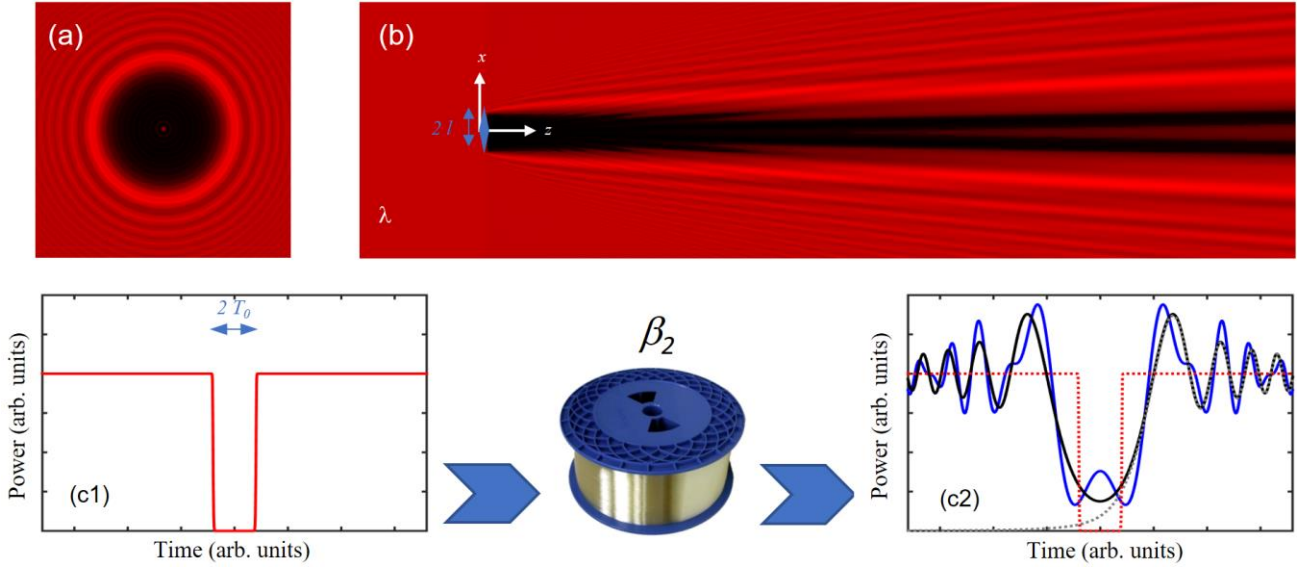 (a)
(b)
x
2 l
z
λ
2 T0
Power (arb. units)
(c1)
Time (arb. units)
β2
Power (arb. units)
(c2)
Time (arb. units)